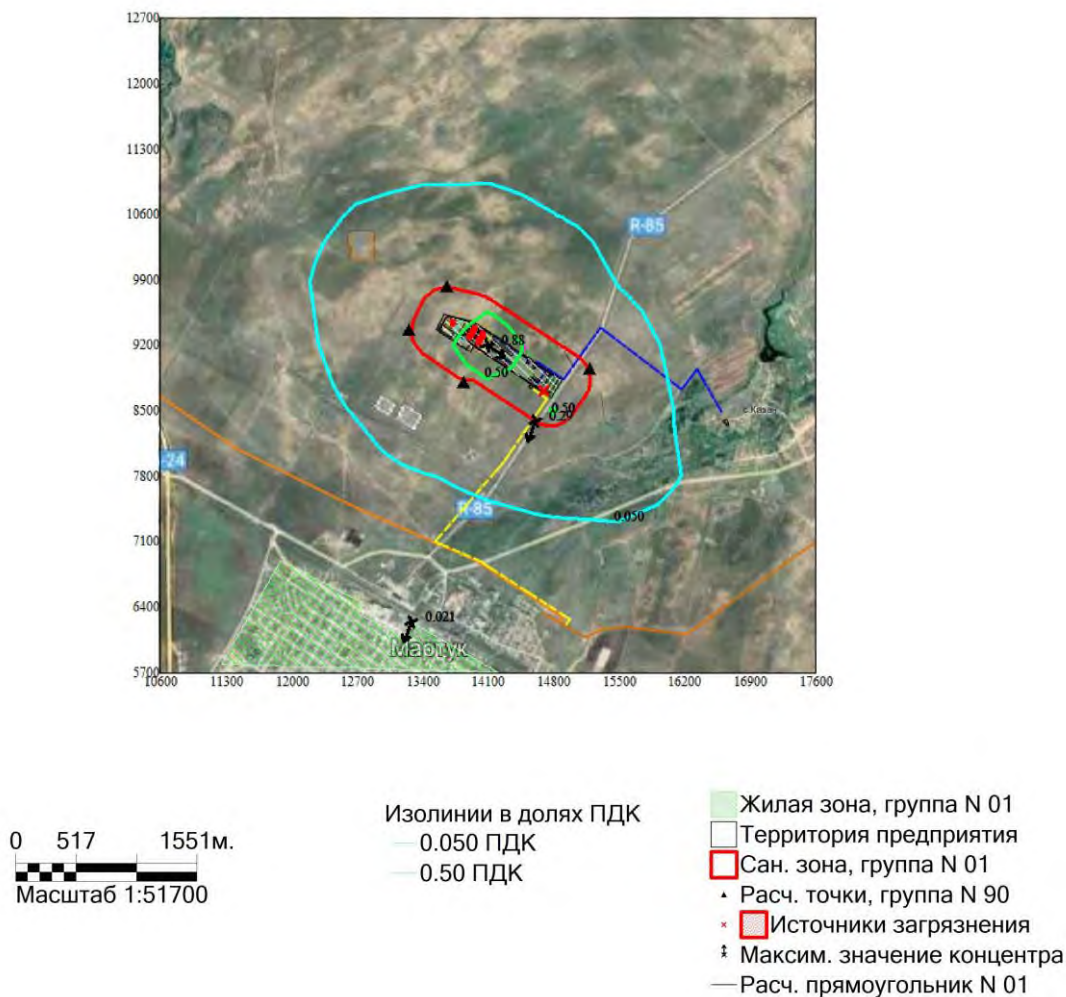 12700
12000
11300
10600
9900
9200
8500
7800
7100
6400
5700
10600 11300 12000 12700 13400 14100 14800 15500 16200 16900 17600
R-85
0.88
0.50
0.50
0.29
с.Казан
-24
R-85
0.050
0.021
Мартук
0 517 1551м.
Масштаб 1:51700
Изолинии в долях ПДК
0.050 ПДК
0.50 ПДК
Жилая зона, группа N 01
Территория предприятия
Сан. зона, группа N 01
Расч. точки, группа N 90
Источники загрязнения
Максим. значение концентра
Расч. прямоугольник N 01